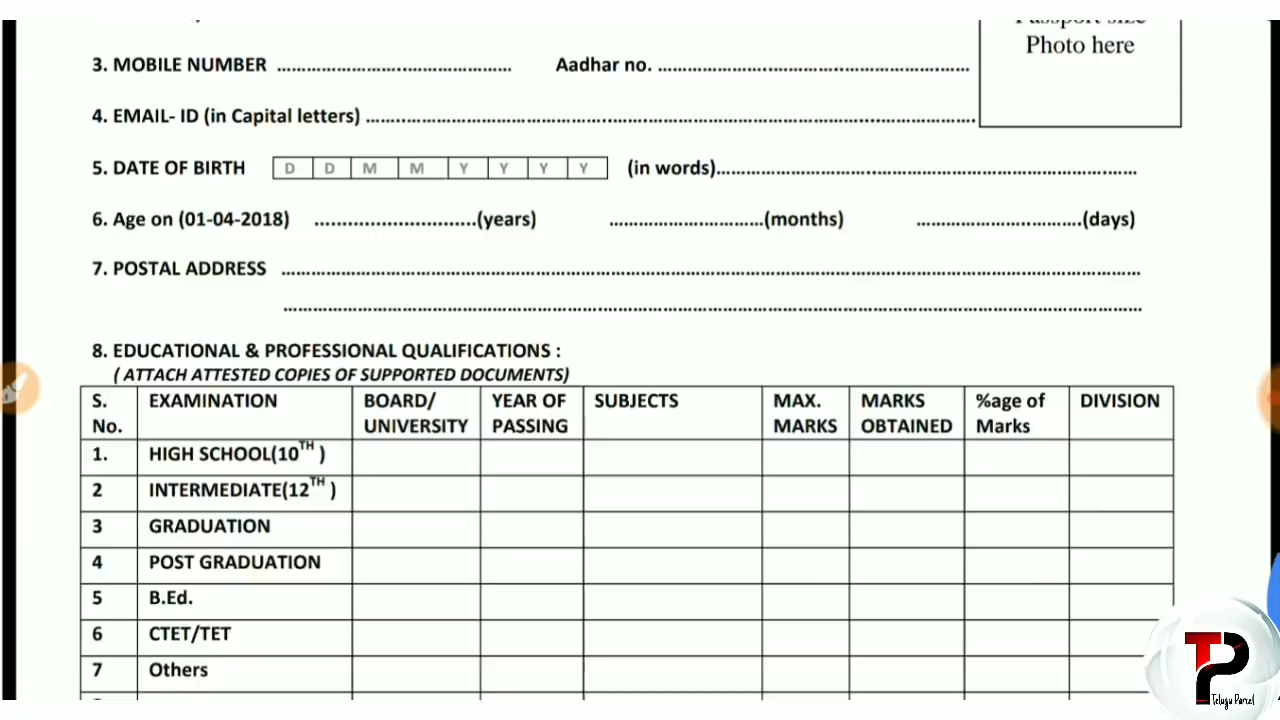 Passport size
Photo here
3. MOBILE NUMBER ........................................ Aadhar no. ......................................................
4. EMAIL- ID (in Capital letters) ..........................................................................................................
5. DATE OF BIRTH D D M M Y Y Y Y (in words)........................................................................
6. Age on (01-04-2018) .............................(years) ...........................(months) .............................(days)
7. POSTAL ADDRESS ......................................................................................................................................
......................................................................................................................................
8. EDUCATIONAL & PROFESSIONAL QUALIFICATIONS :
( ATTACH ATTESTED COPIES OF SUPPORTED DOCUMENTS)
S. No. EXAMINATION BOARD/ UNIVERSITY YEAR OF PASSING SUBJECTS MAX. MARKS MARKS OBTAINED %age of Marks DIVISION
1. HIGH SCHOOL(10TH )
2 INTERMEDIATE(12TH )
3 GRADUATION
4 POST GRADUATION
5 B.Ed.
6 CTET/TET
7 Others
TP
Telugu Portel